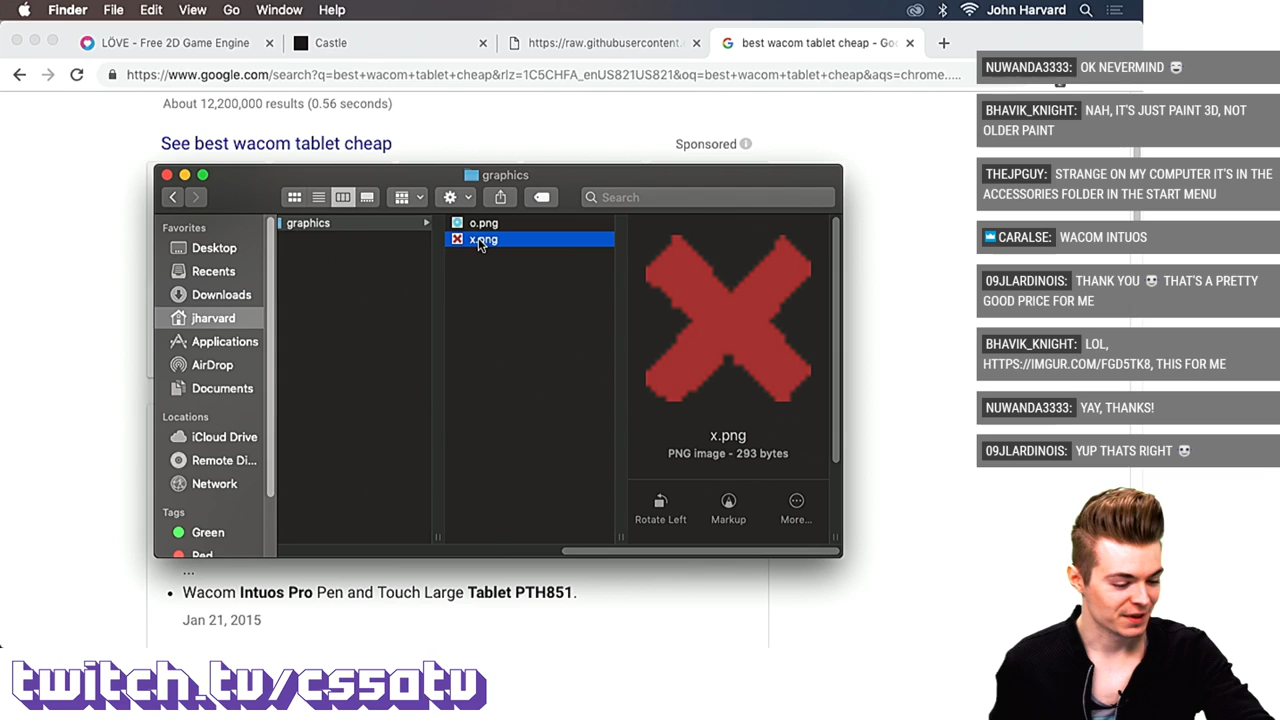 Finder File Edit View Go Window Help John Harvard
LÖVE - Free 2D Game Engine
Castle
https://raw.githubusercontent.
best wacom tablet cheap - Goo
https://www.google.com/search?q=best+wacom+tablet+cheap&rlz=1C5CHFA_enUS821US821&oq=best+wacom+tablet+cheap&aqs=chrome.....
About 12,200,000 results (0.56 seconds)
See best wacom tablet cheap
Sponsored
graphics
Search
Favorites
Desktop
Recents
Downloads
jharvard
Applications
AirDrop
Documents
Locations
iCloud Drive
Remote Di...
Network
Tags
Green
Red
graphics
o.png
x.png
x.png
PNG image - 293 bytes
Rotate Left
Markup
More...
...
Wacom Intuos Pro Pen and Touch Large Tablet PTH851.
Jan 21, 2015
NUWANDA3333: OK NEVERMIND
BHAVIK_KNIGHT: NAH, IT'S JUST PAINT 3D, NOT
OLDER PAINT
THEJPGUY: STRANGE ON MY COMPUTER IT'S IN THE
ACCESSORIES FOLDER IN THE START MENU
CARALSE: WACOM INTUOS
09JLARDINOIS: THANK YOU THAT'S A PRETTY
GOOD PRICE FOR ME
BHAVIK_KNIGHT: LOL,
HTTPS://IMGUR.COM/FGD5TK8, THIS FOR ME
NUWANDA3333: YAY, THANKS!
09JLARDINOIS: YUP THATS RIGHT
twitch.tv/cs50tv